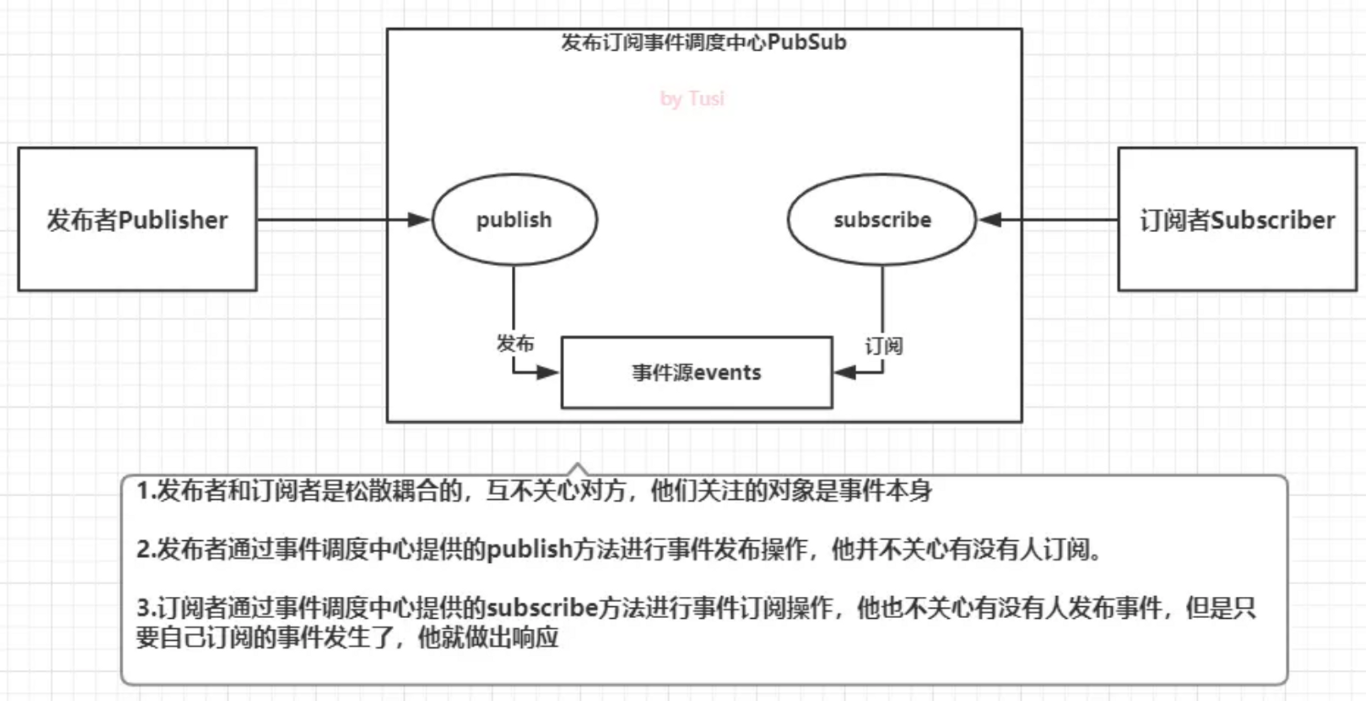 发布订阅事件调度中心PubSub
by Tusi
发布者Publisher
publish
subscribe
订阅者Subscriber
发布
订阅
事件源events
1.发布者和订阅者是松散耦合的，互不关心对方，他们关注的对象是事件本身
2.发布者通过事件调度中心提供的publish方法进行事件发布操作，他并不关心有没有人订阅。
3.订阅者通过事件调度中心提供的subscribe方法进行事件订阅操作，他也不关心有没有人发布事件，但是只
要自己订阅的事件发生了，他就做出响应